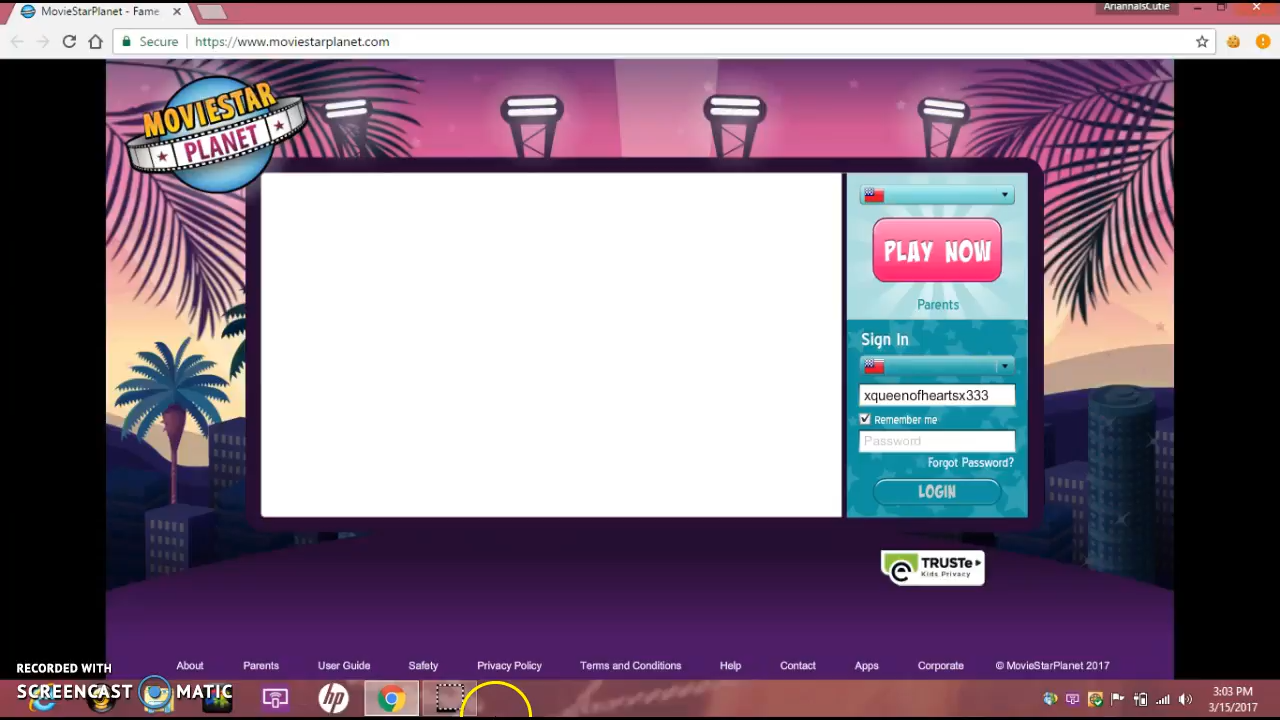 MovieStarPlanet - Fame
AriannaIsCutie
Secure
https://www.moviestarplanet.com
MOVIESTAR
PLANET
PLAY NOW
Parents
Sign In
xqueenofheartsx333
Remember me
Password
Forgot Password?
LOGIN
TRUSTe
Kids Privacy
About
Parents
User Guide
Safety
Privacy Policy
Terms and Conditions
Help
Contact
Apps
Corporate
© MovieStarPlanet 2017
RECORDED WITH
SCREENCAST MATIC
hp
3:03 PM
3/15/2017